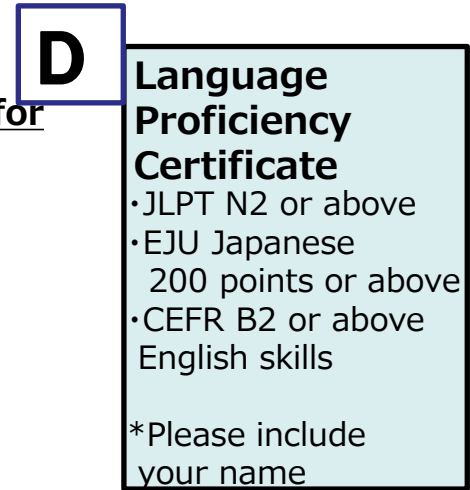 D
for
Language
Proficiency
Certificate
・JLPT N2 or above
・EJU Japanese
200 points or above
・CEFR B2 or above
English skills
*Please include
your name